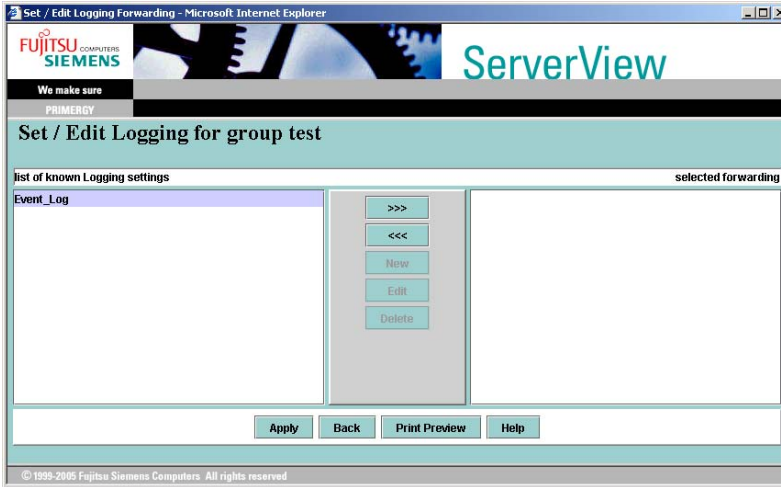 Set / Edit Logging Forwarding - Microsoft Internet Explorer
FUJITSU COMPUTERS
SIEMENS
ServerView
We make sure
PRIMERGY
Set / Edit Logging for group test
list of known Logging settings
selected forwarding
Event_Log
>>>
<<<
New
Edit
Delete
Apply
Back
Print Preview
Help
© 1999-2005 Fujitsu Siemens Computers All rights reserved